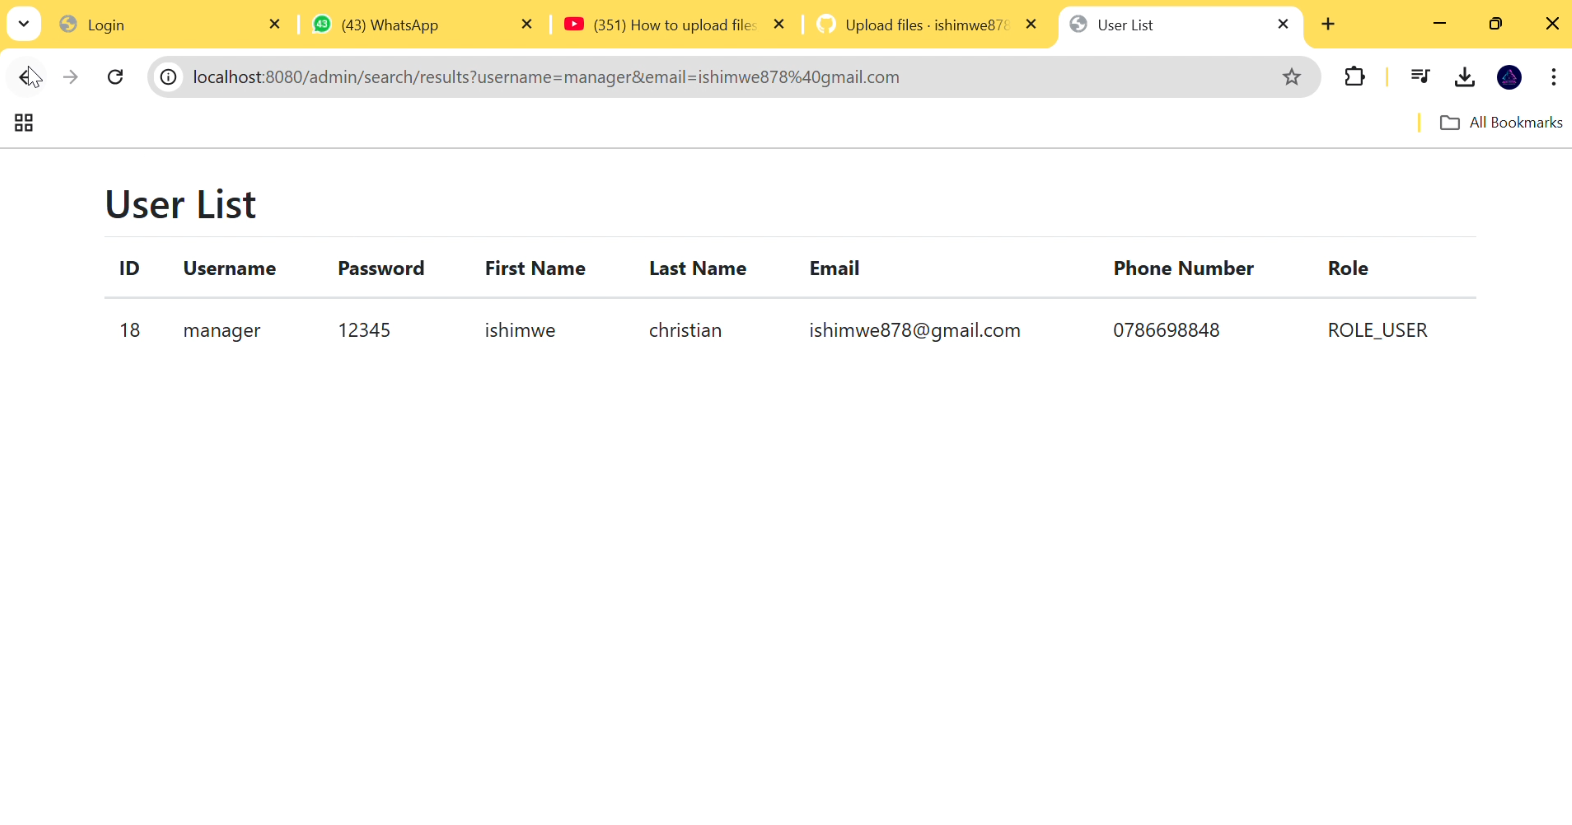 Login
43 (43) WhatsApp
(351) How to upload files
Upload files · ishimwe878
User List
localhost:8080/admin/search/results?username=manager&email=ishimwe878%40gmail.com
All Bookmarks
User List
ID Username Password First Name Last Name Email Phone Number Role
18 manager 12345 ishimwe christian ishimwe878@gmail.com 0786698848 ROLE_USER